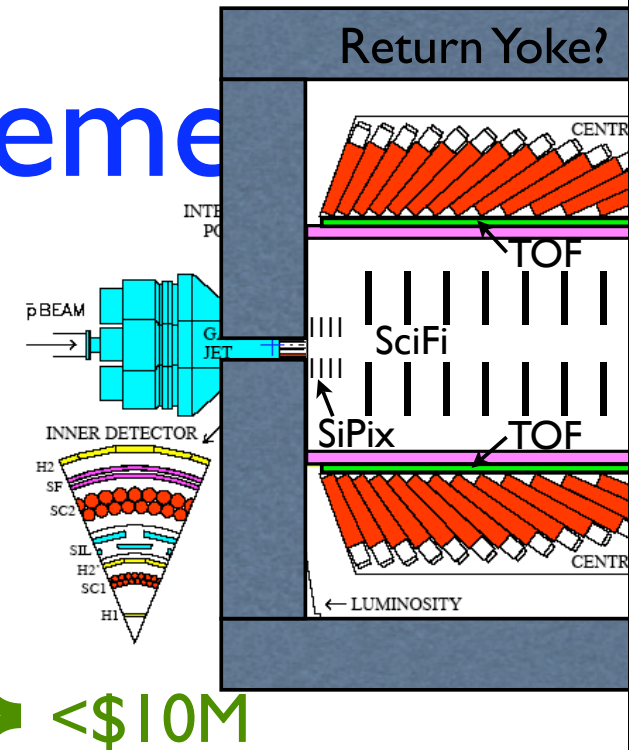 Return Yoke?
eme
CENTR
INTE
PO
TOF
p̄ BEAM
GA
JET
SciFi
SiPix
TOF
INNER DETECTOR
H2
SF
SC2
SIL
H2'
SC1
H1
CENTR
← LUMINOSITY
<$10M